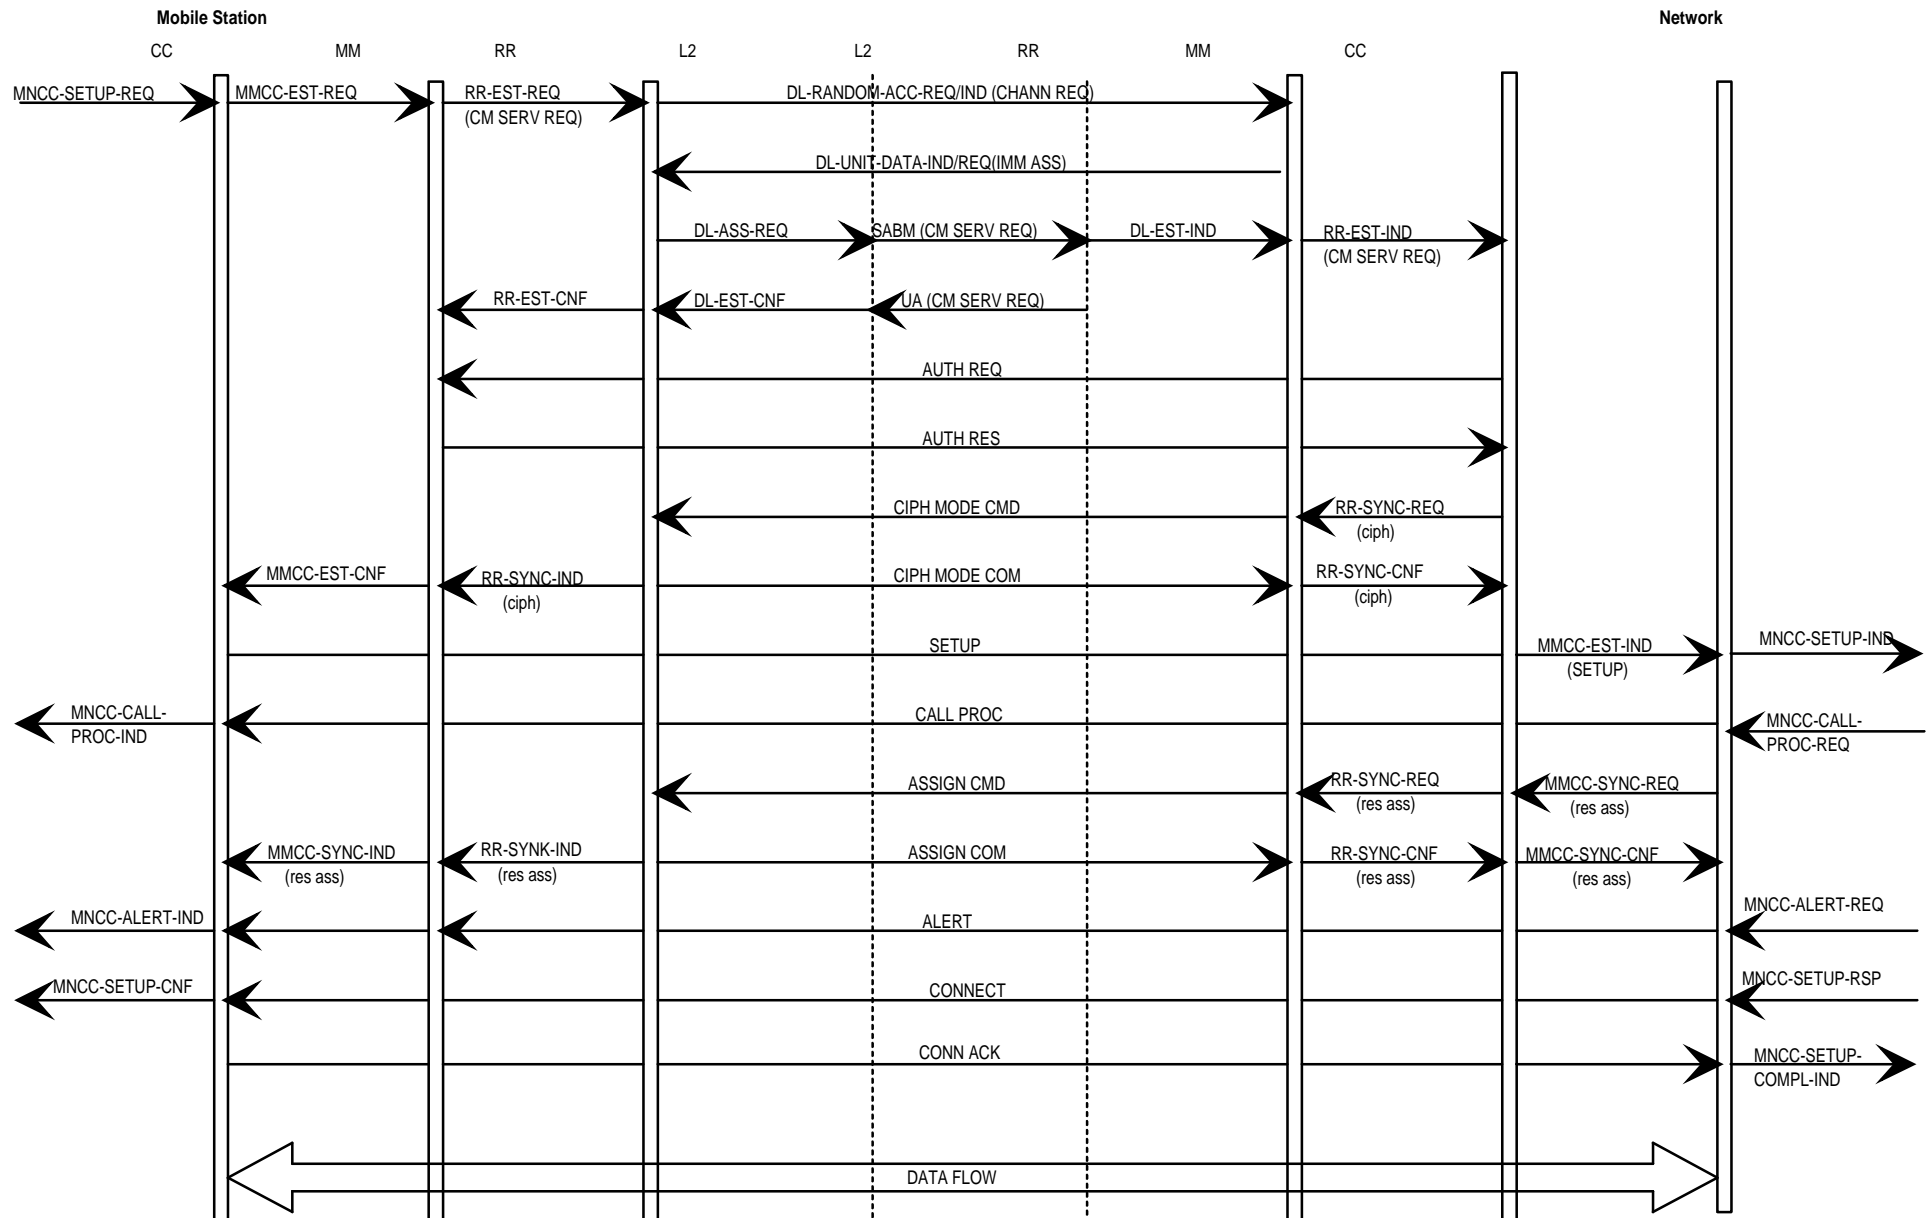 Mobile Station Network
CC MM RR L2 L2 RR MM CC
MNCC-SETUP-REQ MMCC-EST-REQ RR-EST-REQ DL-RANDOM-ACC-REQ/IND (CHANN REQ)
(CM SERV REQ)
DL-UNIT-DATA-IND/REQ(IMM ASS)
DL-ASS-REQ SABM (CM SERV REQ) DL-EST-IND RR-EST-IND
(CM SERV REQ)
RR-EST-CNF DL-EST-CNF UA (CM SERV REQ)
AUTH REQ
AUTH RES
CIPH MODE CMD RR-SYNC-REQ
(ciph)
MMCC-EST-CNF RR-SYNC-IND CIPH MODE COM RR-SYNC-CNF
(ciph) (ciph)
SETUP MMCC-EST-IND MNCC-SETUP-IND
(SETUP)
MNCC-CALL- CALL PROC MNCC-CALL-
PROC-IND PROC-REQ
ASSIGN CMD RR-SYNC-REQ MMCC-SYNC-REQ
(res ass) (res ass)
MMCC-SYNC-IND RR-SYNK-IND ASSIGN COM RR-SYNC-CNF MMCC-SYNC-CNF
(res ass) (res ass) (res ass) (res ass)
MNCC-ALERT-IND ALERT MNCC-ALERT-REQ
MNCC-SETUP-CNF CONNECT MNCC-SETUP-RSP
CONN ACK MNCC-SETUP-
COMPL-IND
DATA FLOW